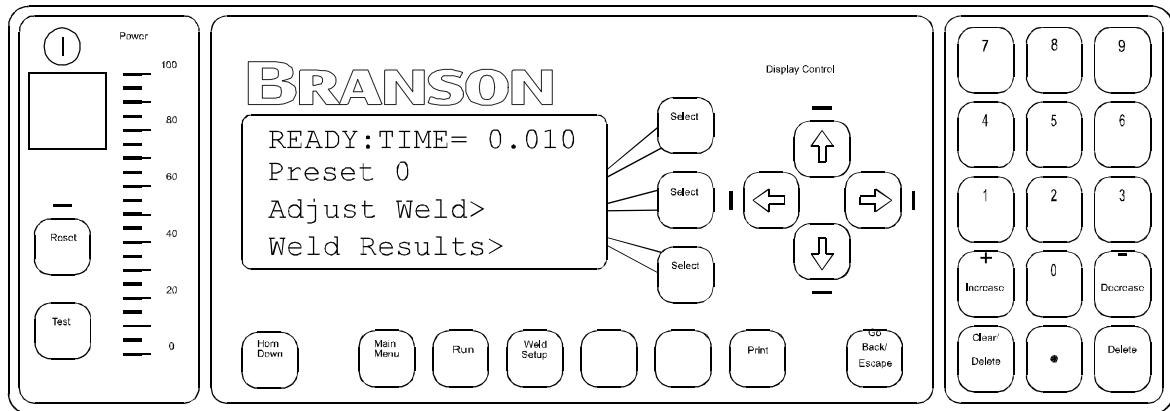 Power
100
80
60
40
20
0
Reset
Test
BRANSON
READY:TIME= 0.010
Preset 0
Adjust Weld>
Weld Results>
Select
Select
Select
Display Control
Horn
Down
Main
Menu
Run
Weld
Setup
Print
Go
Back/
Escape
7 8 9
4 5 6
1 2 3
+
Increase
0
-
Decrease
Clear/
Delete
•
Delete